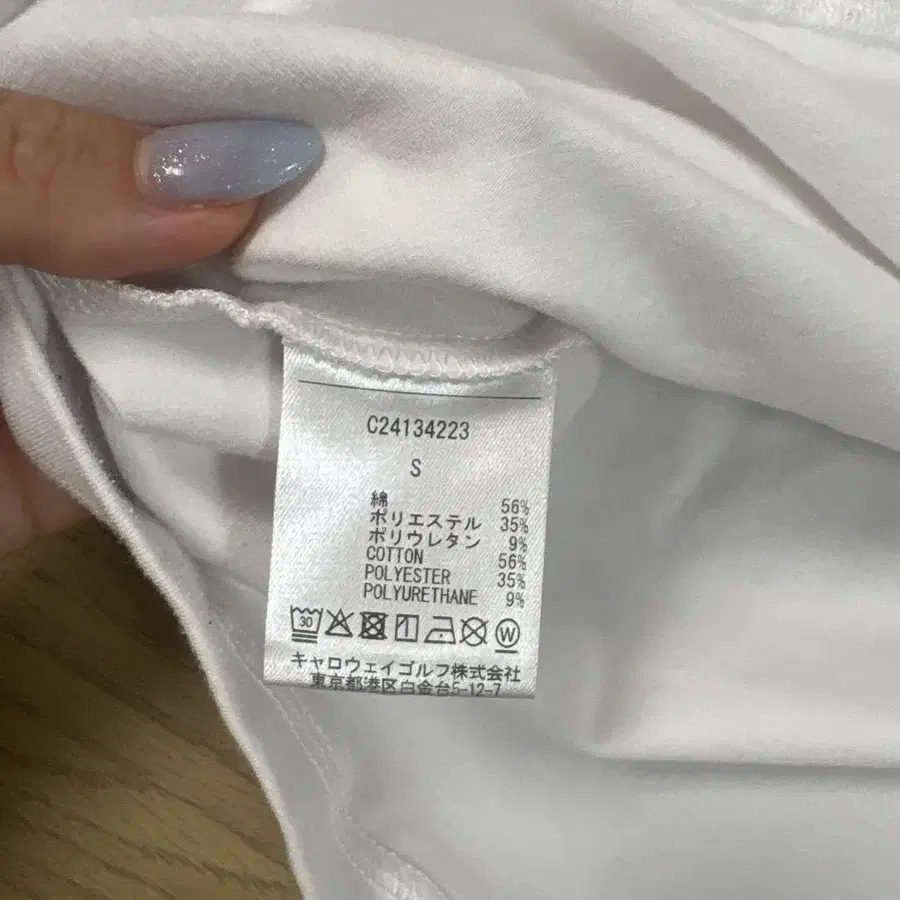 C24134223
S
綿 56%
ポリエステル 35%
ポリウレタン 9%
COTTON 56%
POLYESTER 35%
POLYURETHANE 9%
30 W
キャロウェイゴルフ株式会社
東京都港区白金台5-12-7